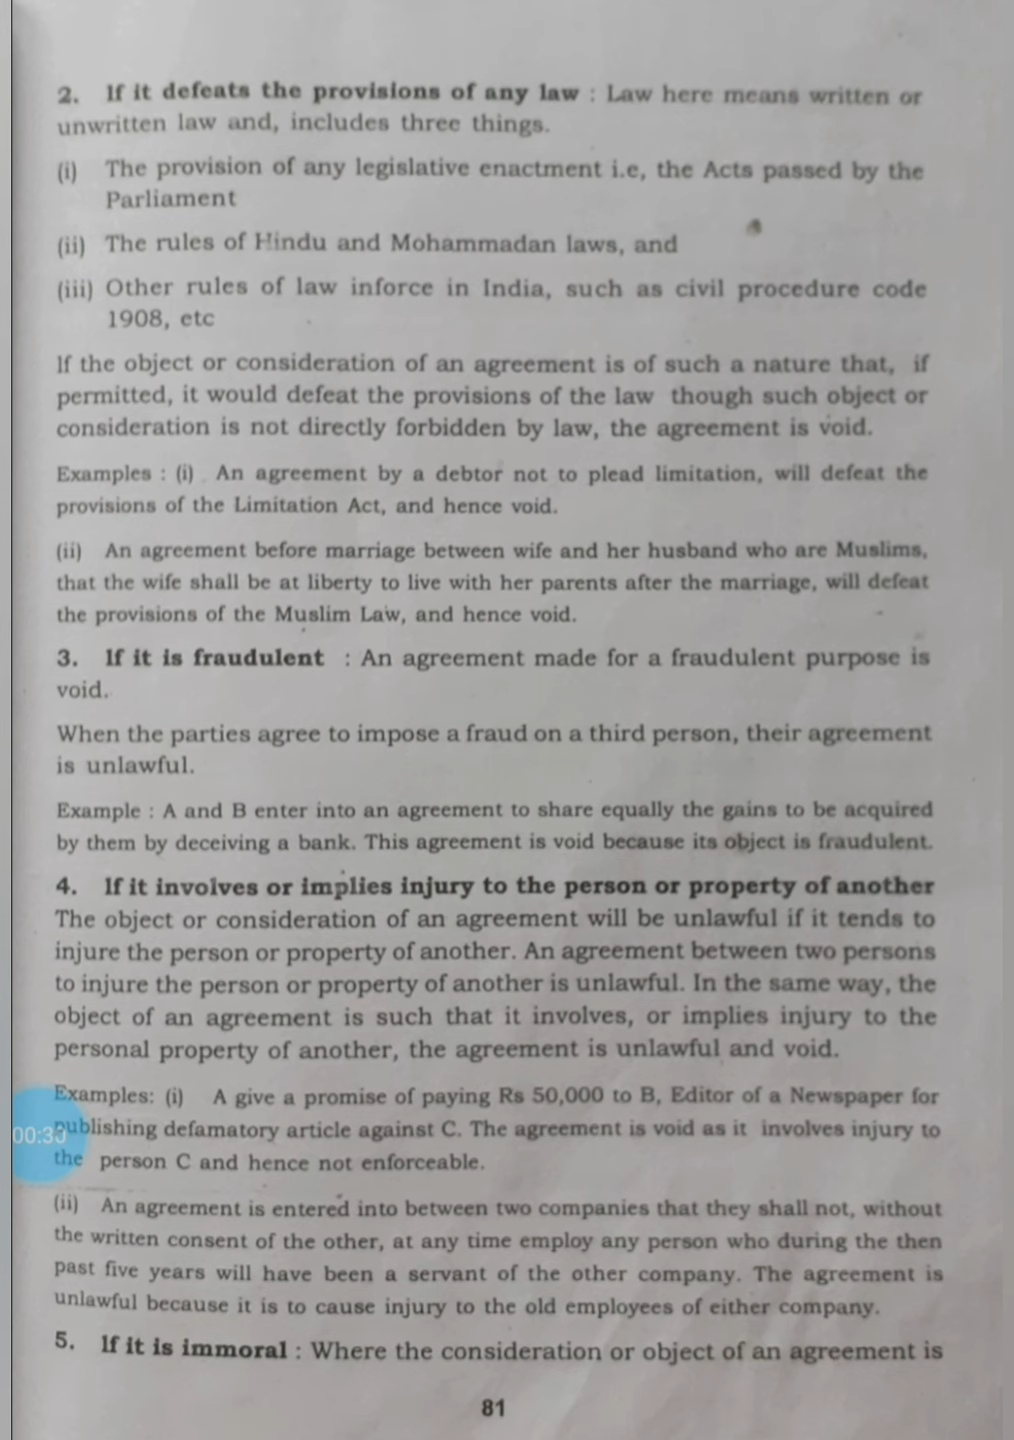 2. If it defeats the provisions of any law : Law here means written or
unwritten law and, includes three things.
(i) The provision of any legislative enactment i.e, the Acts passed by the
Parliament
(ii) The rules of Hindu and Mohammadan laws, and
(iii) Other rules of law inforce in India, such as civil procedure code
1908, etc
If the object or consideration of an agreement is of such a nature that, if
permitted, it would defeat the provisions of the law though such object or
consideration is not directly forbidden by law, the agreement is void.
Examples : (i) An agreement by a debtor not to plead limitation, will defeat the
provisions of the Limitation Act, and hence void.
(ii) An agreement before marriage between wife and her husband who are Muslims,
that the wife shall be at liberty to live with her parents after the marriage, will defeat
the provisions of the Muslim Law, and hence void.
3. If it is fraudulent : An agreement made for a fraudulent purpose is
void.
When the parties agree to impose a fraud on a third person, their agreement
is unlawful.
Example : A and B enter into an agreement to share equally the gains to be acquired
by them by deceiving a bank. This agreement is void because its object is fraudulent.
4. If it involves or implies injury to the person or property of another
The object or consideration of an agreement will be unlawful if it tends to
injure the person or property of another. An agreement between two persons
to injure the person or property of another is unlawful. In the same way, the
object of an agreement is such that it involves, or implies injury to the
personal property of another, the agreement is unlawful and void.
Examples: (i) A give a promise of paying Rs 50,000 to B, Editor of a Newspaper for
00:33 publishing defamatory article against C. The agreement is void as it involves injury to
the person C and hence not enforceable.
(ii) An agreement is entered into between two companies that they shall not, without
the written consent of the other, at any time employ any person who during the then
past five years will have been a servant of the other company. The agreement is
unlawful because it is to cause injury to the old employees of either company.
5. If it is immoral : Where the consideration or object of an agreement is
81